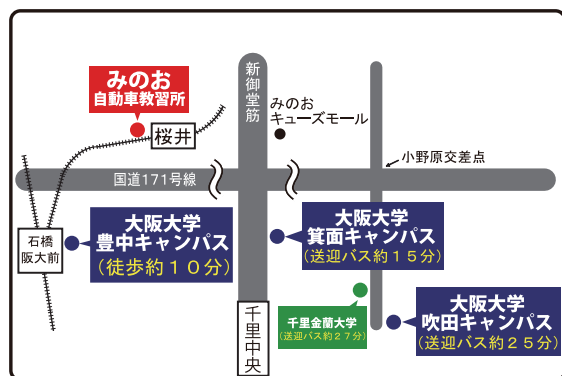 みのお
自動車教習所
桜井
新御堂筋
みのお
キューズモール
小野原交差点
国道171号線
石橋
阪大前
大阪大学
豊中キャンパス
(徒歩約10分)
大阪大学
箕面キャンパス
(送迎バス約15分)
千里中央
千里金蘭大学
(送迎バス約27分)
大阪大学
吹田キャンパス
(送迎バス約25分)